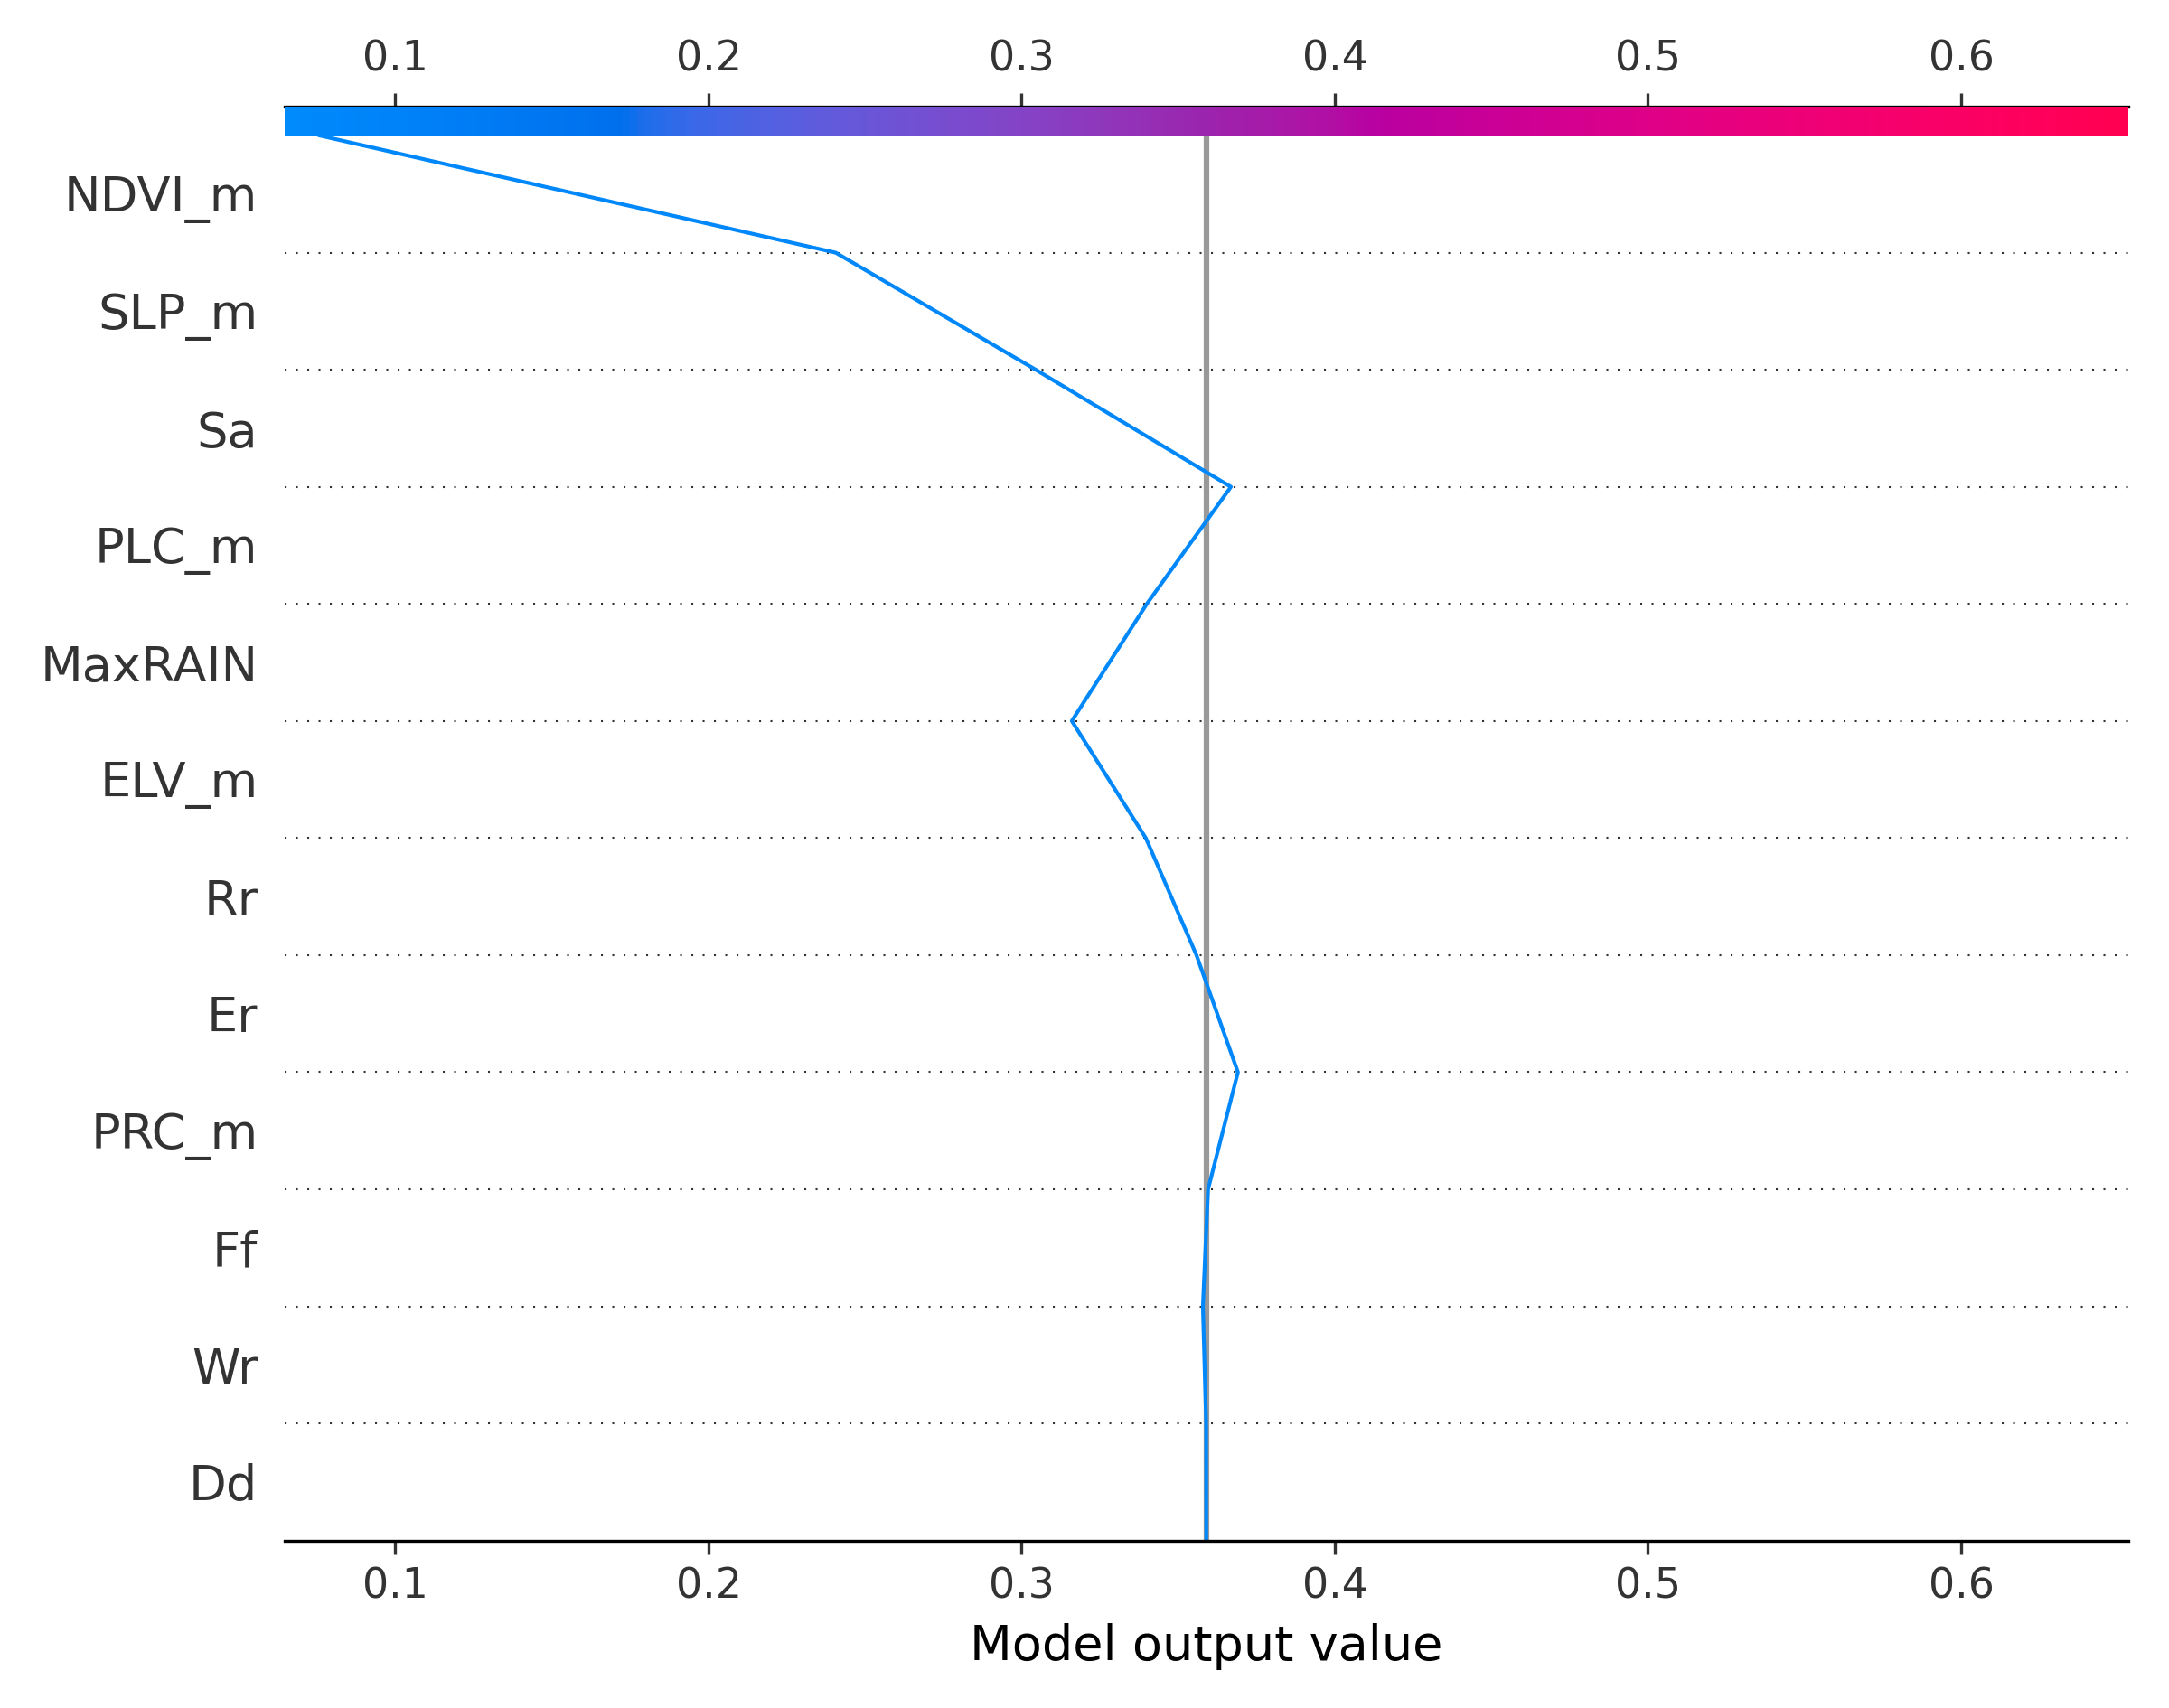 0.1 0.2 0.3 0.4 0.5 0.6
NDVI_m
SLP_m
Sa
PLC_m
MaxRAIN
ELV_m
Rr
Er
PRC_m
Ff
Wr
Dd
0.1 0.2 0.3 0.4 0.5 0.6
Model output value